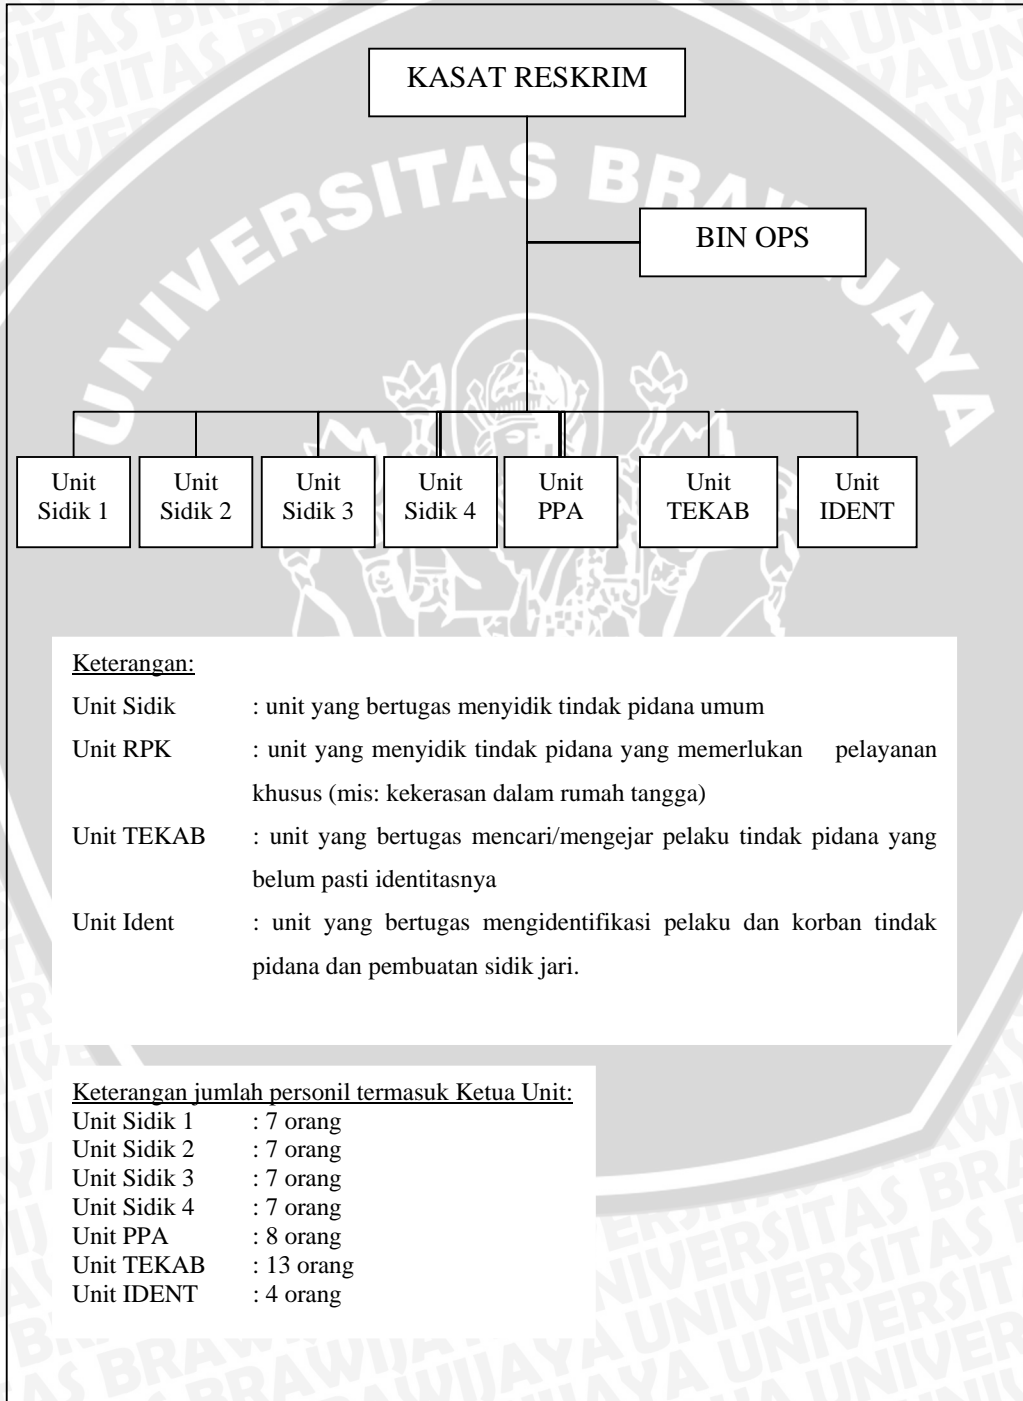 KASAT RESKRIM
UNIVERSITAS BRAWIJAYA
BIN OPS
Unit
Sidik 1
Unit
Sidik 2
Unit
Sidik 3
Unit
Sidik 4
Unit
PPA
Unit
TEKAB
Unit
IDENT
Keterangan:
Unit Sidik : unit yang bertugas menyidik tindak pidana umum
Unit RPK : unit yang menyidik tindak pidana yang memerlukan pelayanan
khusus (mis: kekerasan dalam rumah tangga)
Unit TEKAB : unit yang bertugas mencari/mengejar pelaku tindak pidana yang
belum pasti identitasnya
Unit Ident : unit yang bertugas mengidentifikasi pelaku dan korban tindak
pidana dan pembuatan sidik jari.
Keterangan jumlah personil termasuk Ketua Unit:
Unit Sidik 1 : 7 orang
Unit Sidik 2 : 7 orang
Unit Sidik 3 : 7 orang
Unit Sidik 4 : 7 orang
Unit PPA : 8 orang
Unit TEKAB : 13 orang
Unit IDENT : 4 orang